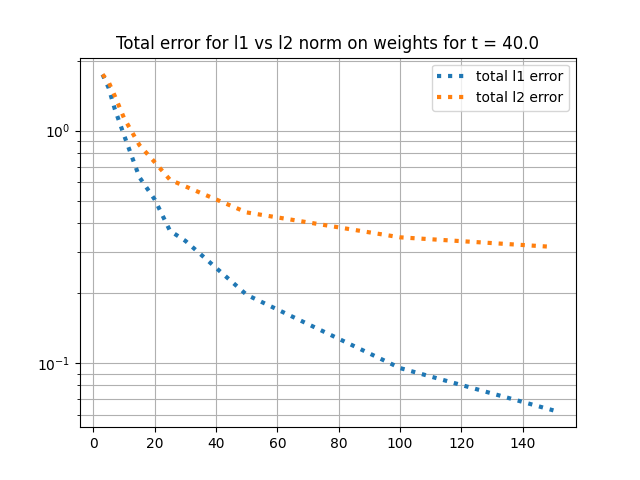 Total error for l1 vs l2 norm on weights for t = 40.0
total l1 error
total l2 error
10⁰
10⁻¹
0 20 40 60 80 100 120 140